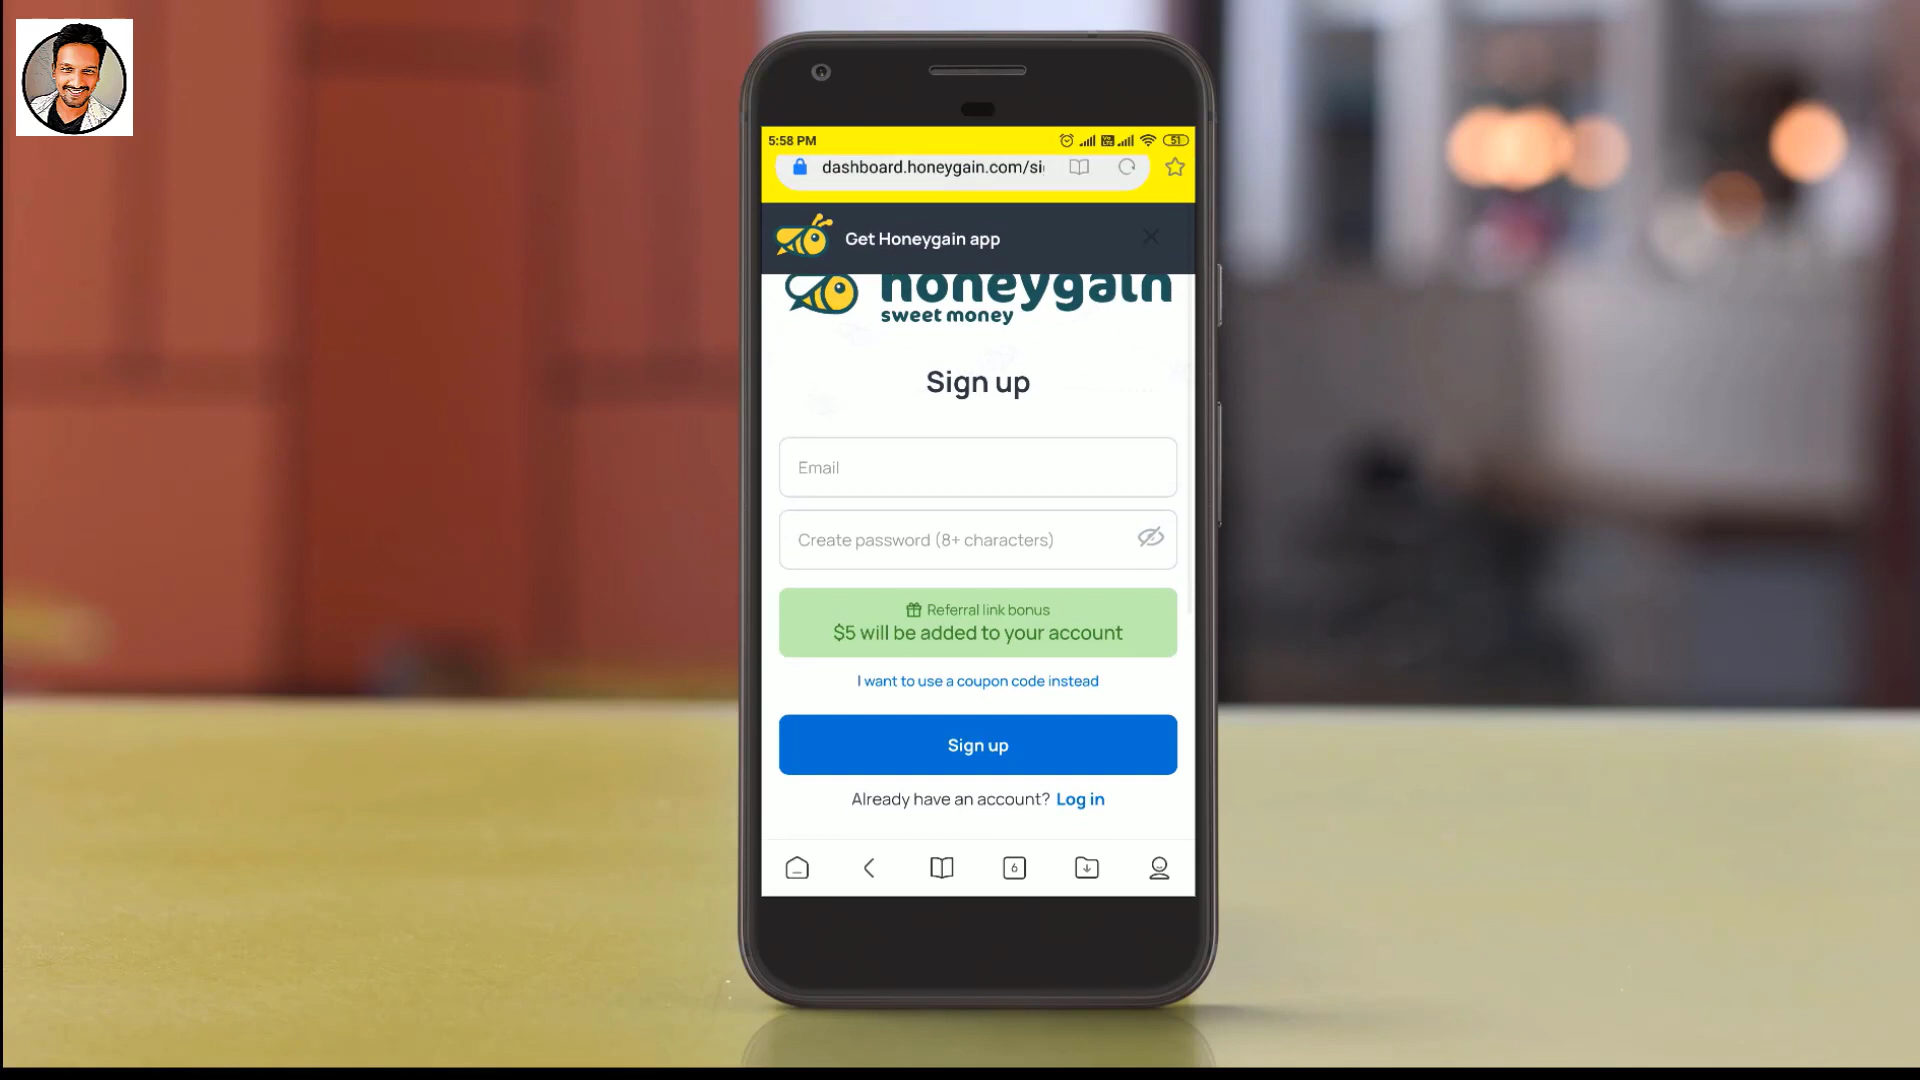 5:58 PM
51
dashboard.honeygain.com/si
Get Honeygain app
honeygain
sweet money
Sign up
Email
Create password (8+ characters)
Referral link bonus
$5 will be added to your account
I want to use a coupon code instead
Sign up
Already have an account? Log in
6